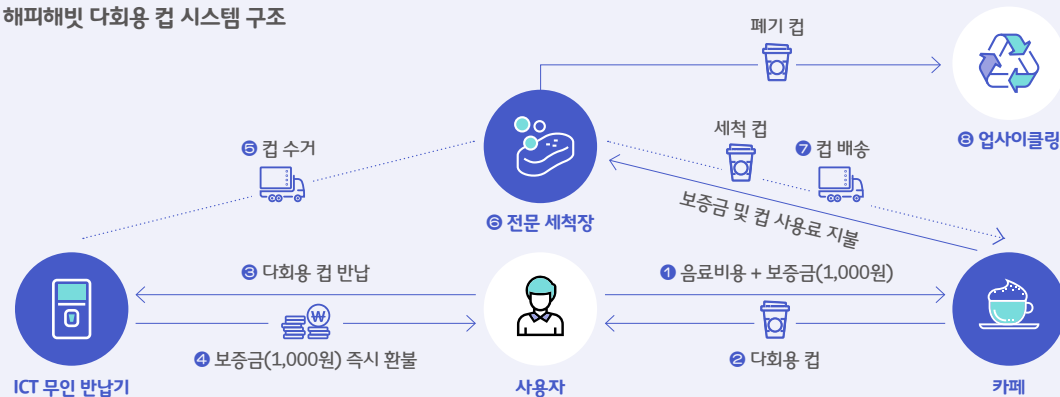 해피해빗 다회용 컵 시스템 구조
폐기 컵
❽ 업사이클링
세척 컵
❺ 컵 수거
❼ 컵 배송
보증금 및 컵 사용료 지불
❻ 전문 세척장
❸ 다회용 컵 반납
❶ 음료비용 + 보증금(1,000원)
₩
❹ 보증금(1,000원) 즉시 환불
❷ 다회용 컵
ICT 무인 반납기
사용자
카페